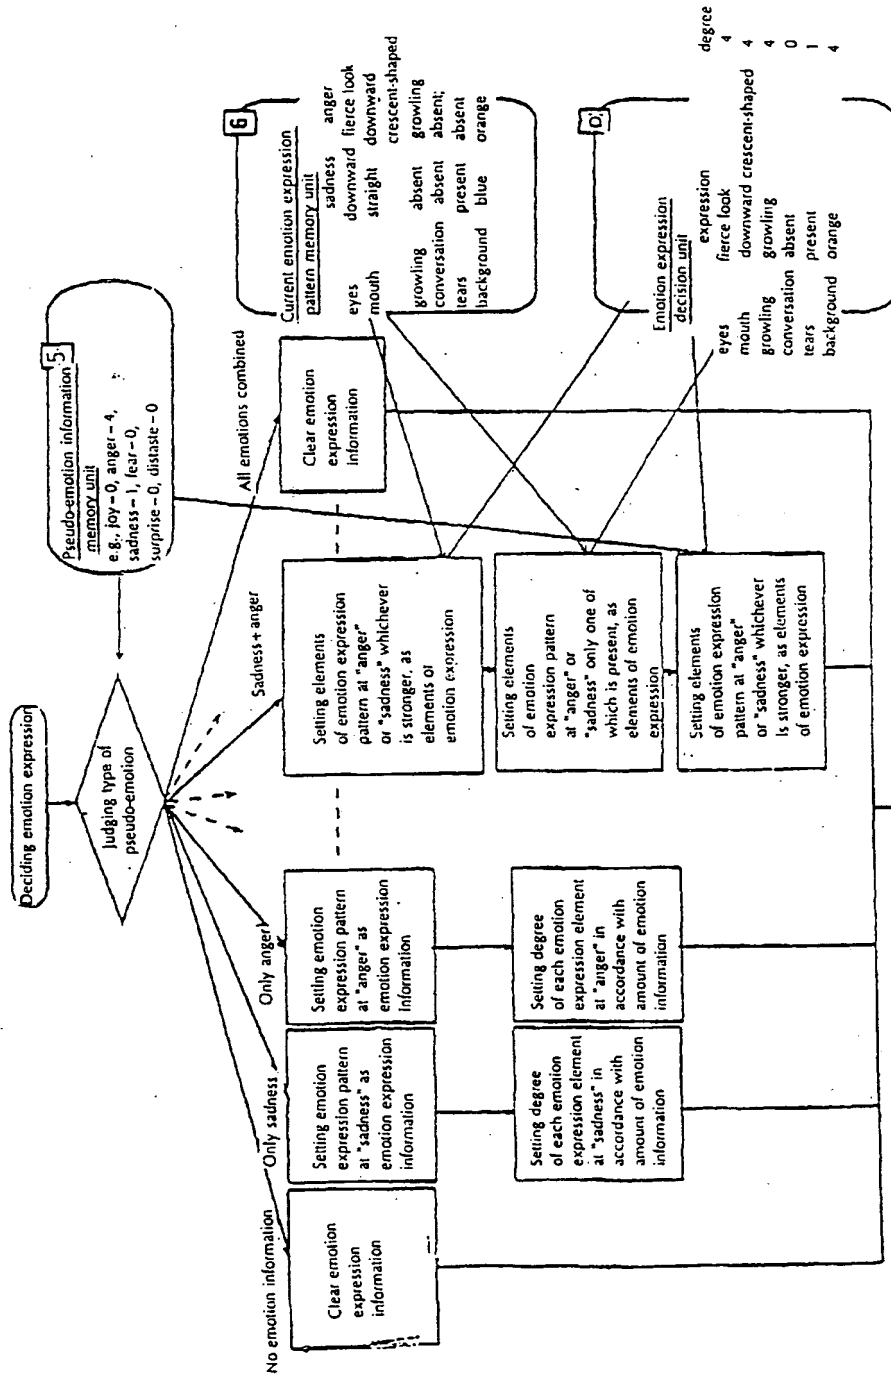 Deciding emotion expression
Judging type of
pseudo-emotion
5
Pseudo-emotion information
memory unit
e.g., joy=0, anger=4,
sadness=1, fear=0,
surprise=0, distaste=0
No emotion information
Only sadness
Only anger
Sadness+anger
All emotions combined
Clear emotion
expression
information
Setting emotion
expression pattern
at "sadness" as
emotion expression
information
Setting emotion
expression pattern
at "anger" as
emotion expression
information
Setting elements
of emotion expression
pattern at "anger"
or "sadness" whichever
is stronger, as
elements or
emotion expression
Clear emotion
expression
information
Setting degree
of each emotion
expression element
at "sadness" in
accordance with
amount of emotion
information
Setting degree
of each emotion
expression element
at "anger" in
accordance with
amount of emotion
information
Setting elements
of emotion
expression pattern
at "anger" or
"sadness" only one of
which is present, as
elements of emotion
expression
Setting elements
of emotion expression
pattern at "anger"
or "sadness" whichever
is stronger, as elements
of emotion expression
6
Current emotion expression
pattern memory unit
sadness anger
eyes downward fierce look
mouth straight downward
crescent-shaped
growling absent growling
conversation absent absent;
tears present absent
background blue orange
Emotion expression
decision unit
expression degree
eyes fierce look 4
mouth downward crescent-shaped 4
growling growling 4
conversation absent 0
tears present 1
background orange 4